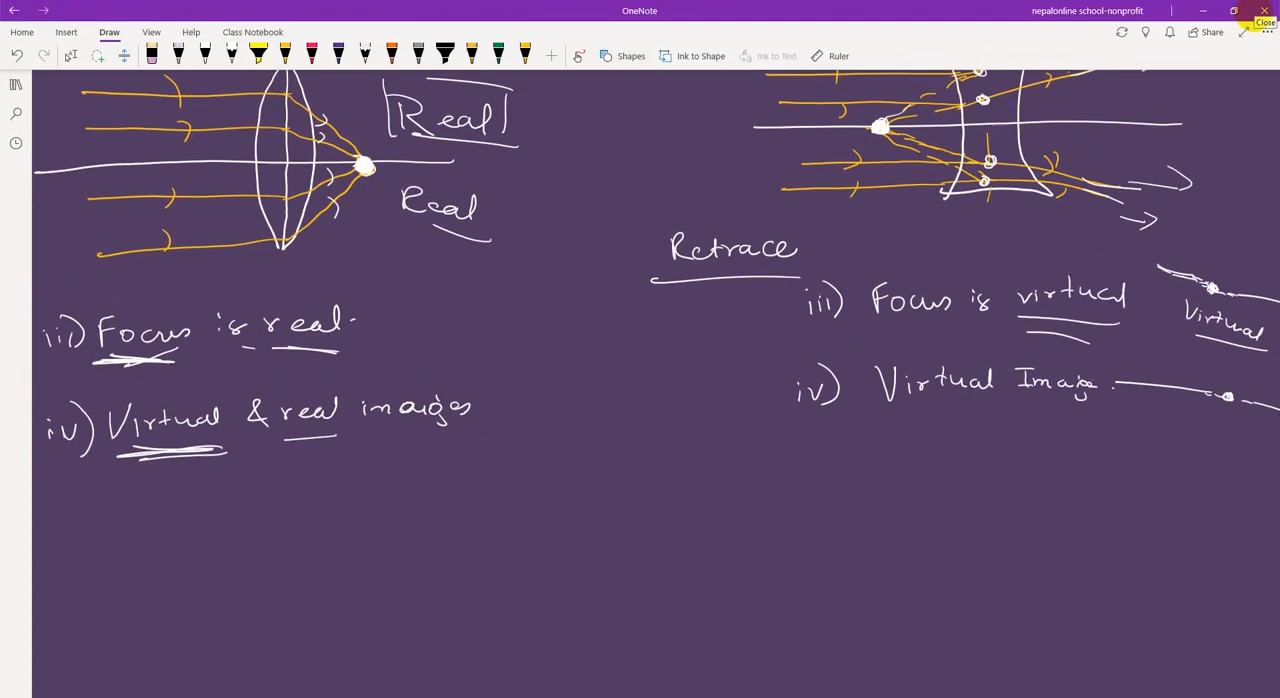 OneNote
nepalonline school-nonprofit
Close
Home Insert Draw View Help Class Notebook
Share
Shapes Ink to Shape Ink to Text Ruler
Real
Real
iii) Focus is real.
iv) Virtual & real images
Retrace
iii) Focus is virtual
Virtual
iv) Virtual Image.